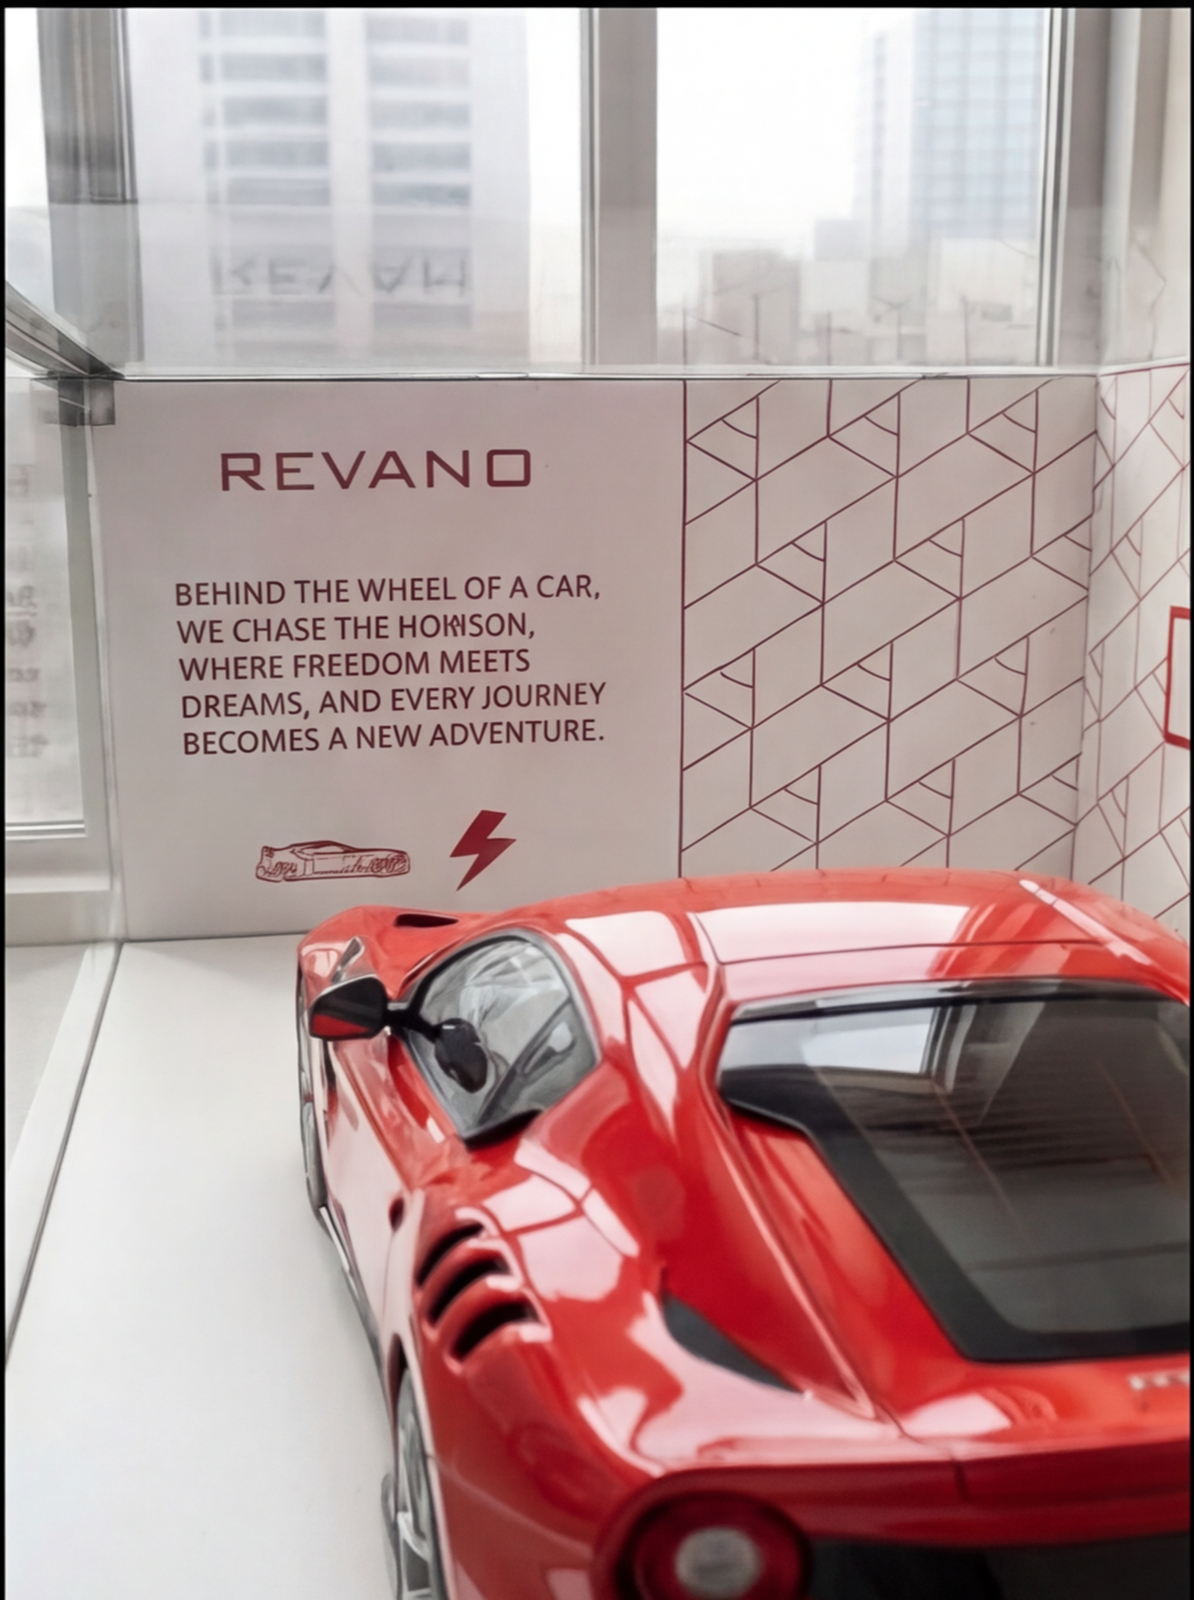 REVANO
BEHIND THE WHEEL OF A CAR,
WE CHASE THE
WHERE FREEDOM MEETS
DREAMS, AND EVERY JOURNEY
BECOMES A NEW ADVENTURE.